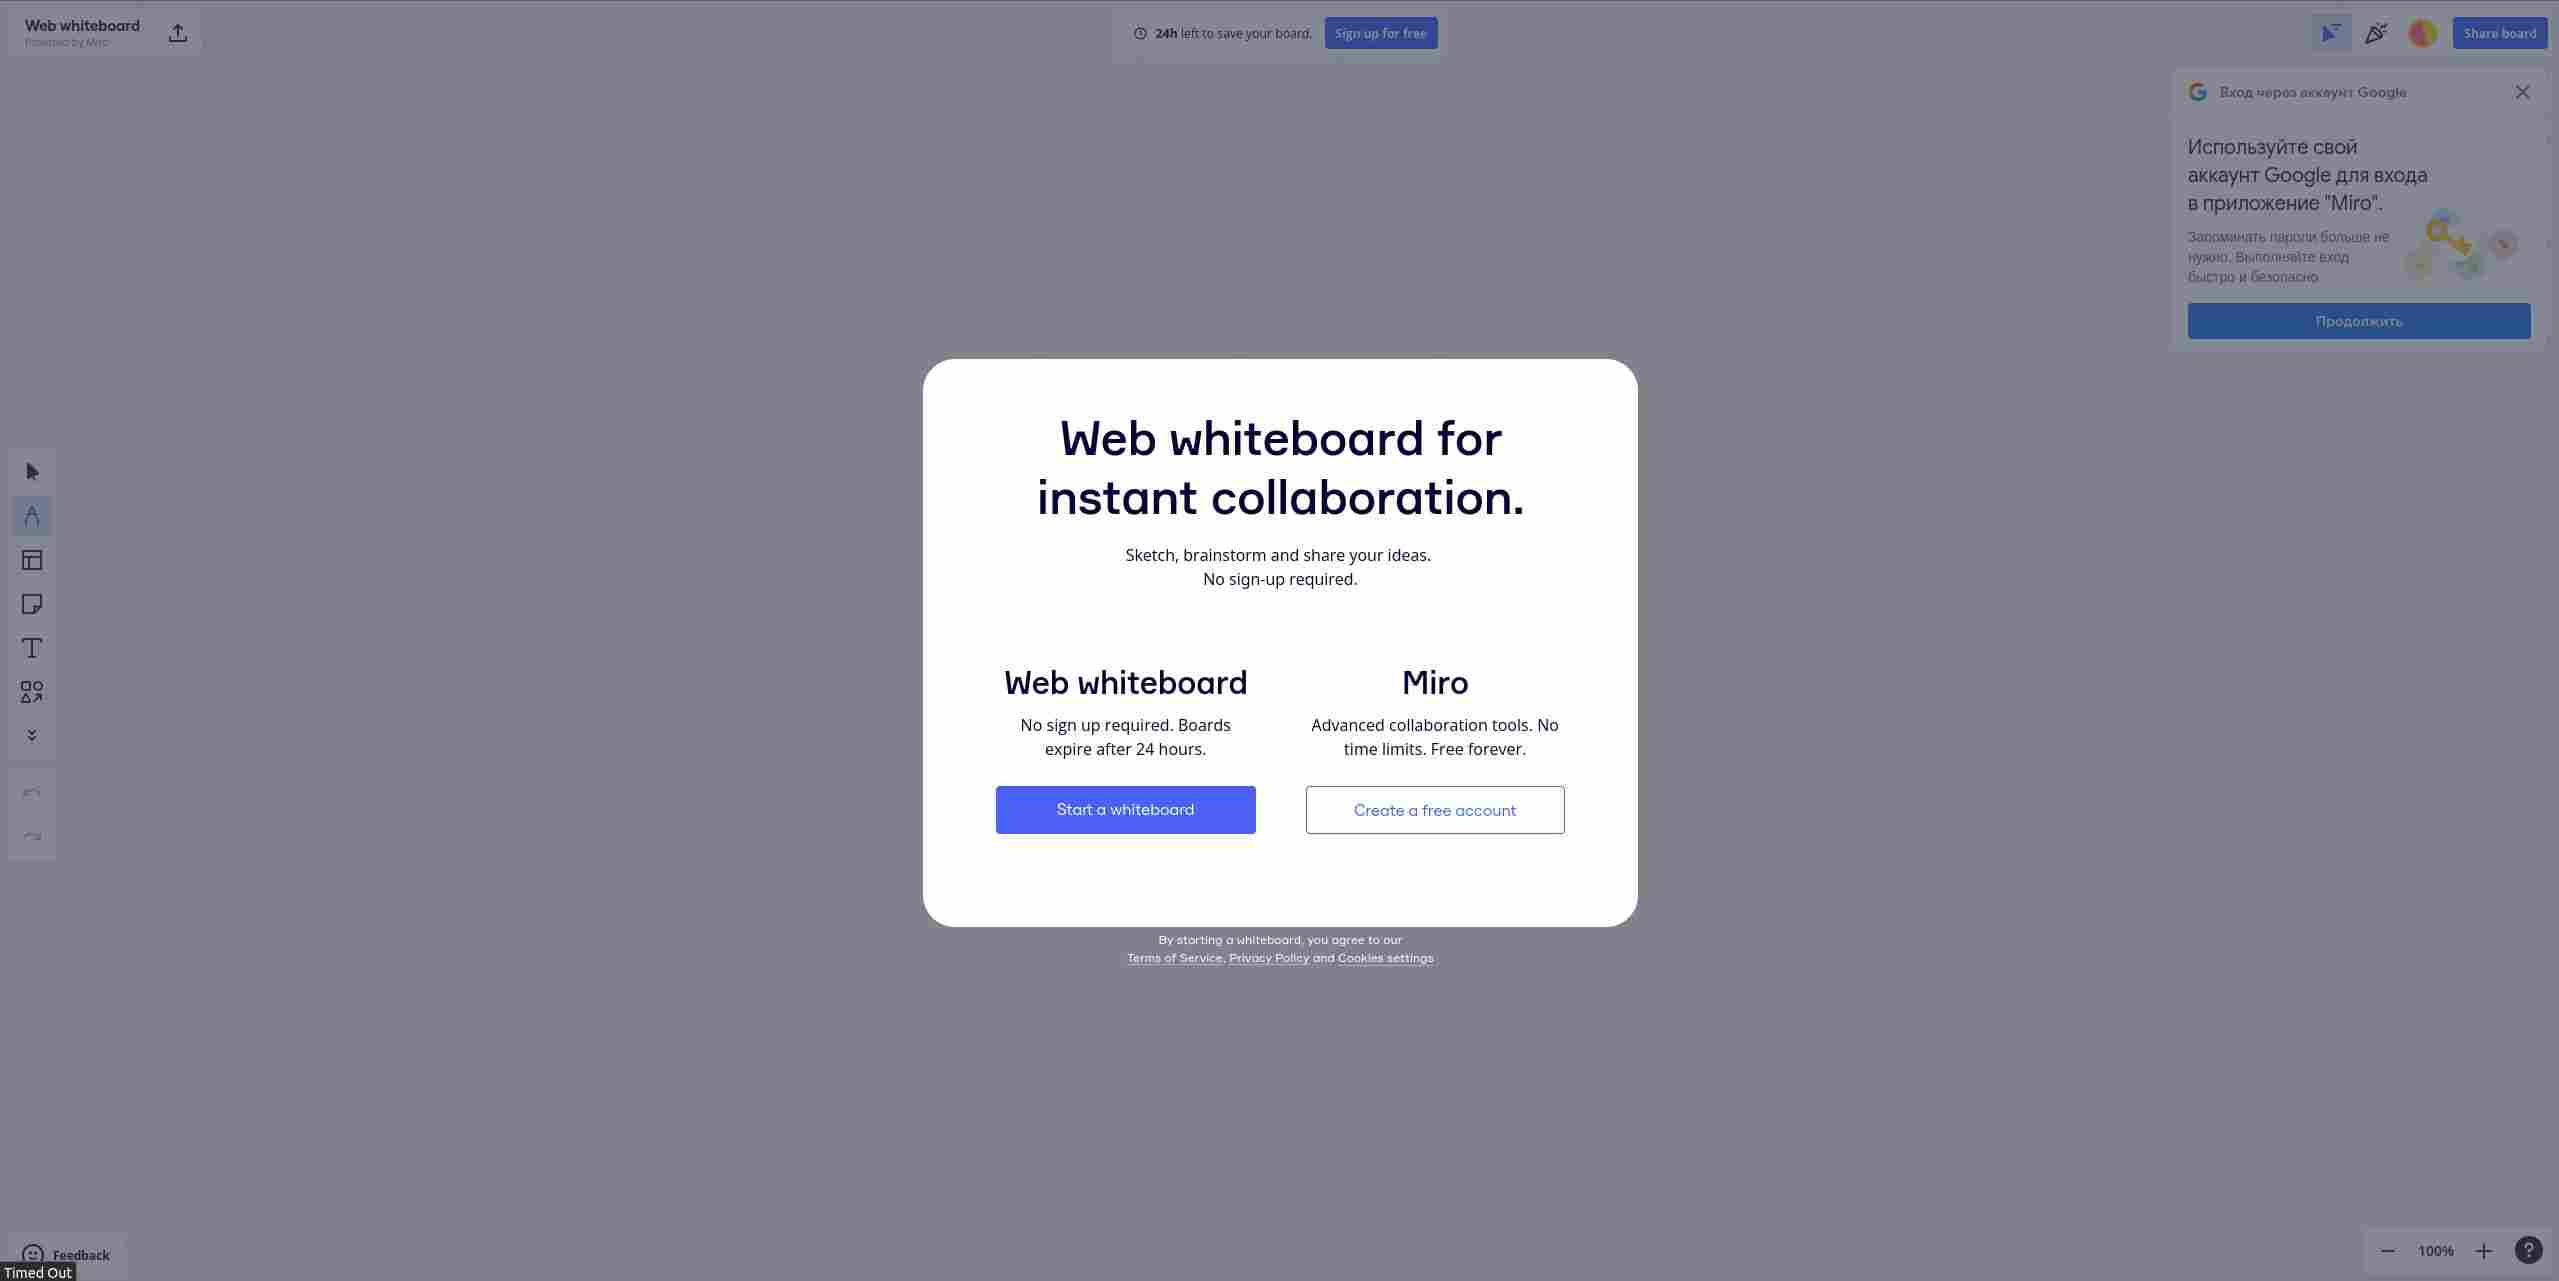 Web whiteboard
Powered by Miro
24h left to save your board.
Sign up for free
Share board
Вход через аккаунт Google
Используйте свой
аккаунт Google для входа
в приложение "Miro".
Запоминать пароли больше не
нужно. Выполняйте вход
быстро и безопасно
Продолжить
Web whiteboard for
instant collaboration.
Sketch, brainstorm and share your ideas.
No sign-up required.
Web whiteboard
No sign up required. Boards
expire after 24 hours.
Start a whiteboard
Miro
Advanced collaboration tools. No
time limits. Free forever.
Create a free account
By starting a whiteboard, you agree to our
Terms of Service, Privacy Policy and Cookies settings
Feedback
Timed Out
100%